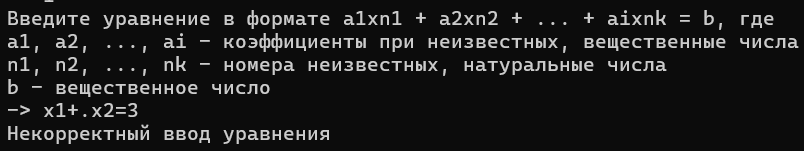 Введите уравнение в формате a1xn1 + a2xn2 + ... + aixnk = b, где
a1, a2, ..., ai - коэффициенты при неизвестных, вещественные числа
n1, n2, ..., nk - номера неизвестных, натуральные числа
b - вещественное число
-> x1+.x2=3
Некорректный ввод уравнения